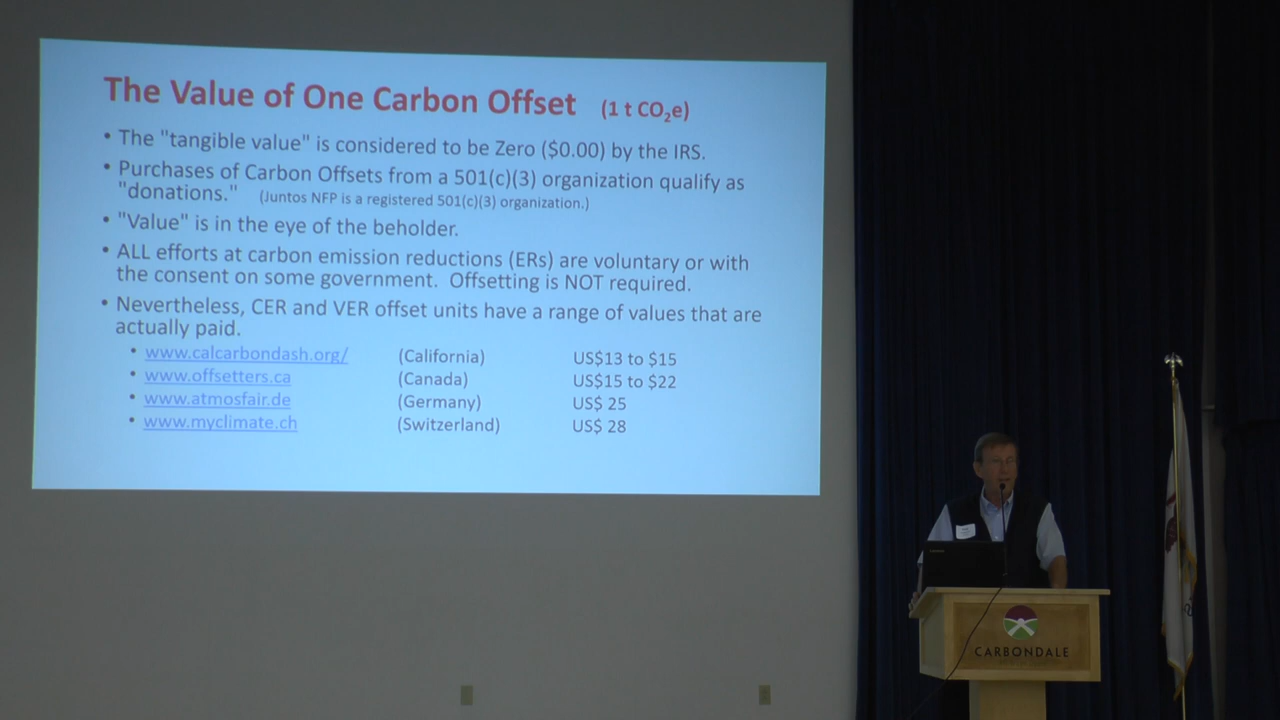 The Value of One Carbon Offset (1 t CO₂e)
• The "tangible value" is considered to be Zero ($0.00) by the IRS.
• Purchases of Carbon Offsets from a 501(c)(3) organization qualify as
"donations." (Juntos NFP is a registered 501(c)(3) organization.)
• "Value" is in the eye of the beholder.
• ALL efforts at carbon emission reductions (ERs) are voluntary or with
the consent on some government. Offsetting is NOT required.
• Nevertheless, CER and VER offset units have a range of values that are
actually paid.
• www.calcarbondash.org/ (California) US$13 to $15
• www.offsetters.ca (Canada) US$15 to $22
• www.atmosfair.de (Germany) US$ 25
• www.myclimate.ch (Switzerland) US$ 28
CARBONDALE